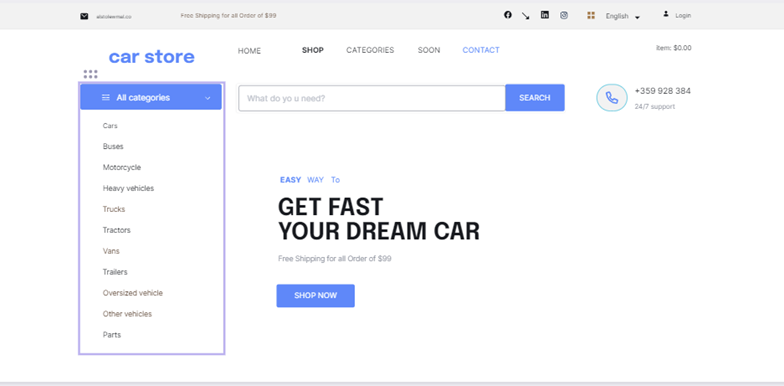 Free Shipping for all Order of $99
English
Login
car store
HOME
SHOP
CATEGORIES
SOON
CONTACT
Item: $0.00
All categories
What do yo u need?
SEARCH
+359 928 384
24/7 support
Cars
Buses
Motorcycle
Heavy vehicles
Trucks
Tractors
Vans
Trailers
Oversized vehicle
Other vehicles
Parts
EASY WAY To
GET FAST
YOUR DREAM CAR
Free Shipping for all Order of $99
SHOP NOW